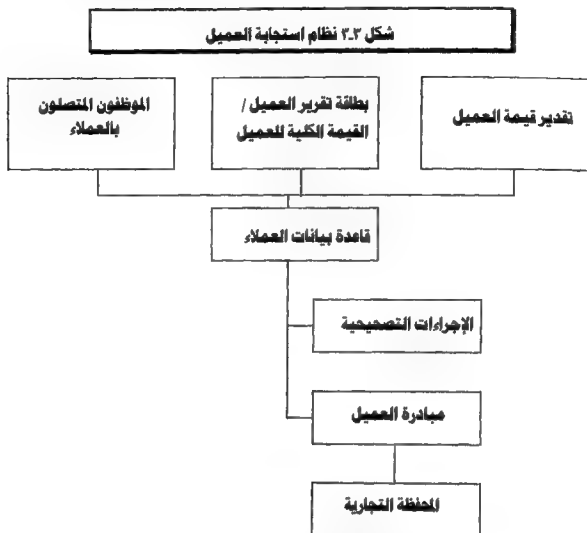 شكل ٣-٣ نظام استجابة العميل
تقدير قيمة العميل
بطاقة تقرير العميل /
القيمة الكلية للعميل
الموظفون المتصلون
بالعملاء
قاعدة بيانات العملاء
الإجراءات التصحيحية
مبادرة العميل
المحفظة التجارية